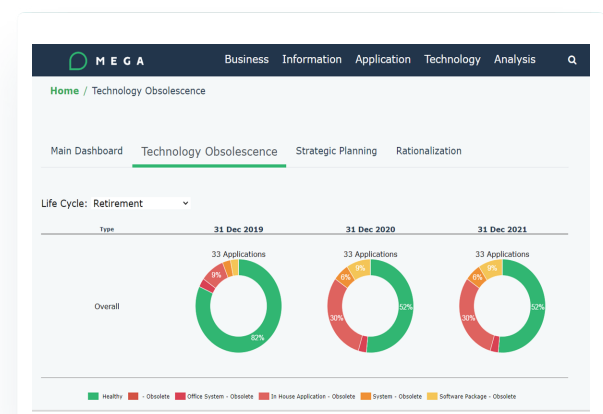 MEGA Business Information Application Technology Analysis
Home / Technology Obsolescence
Main Dashboard Technology Obsolescence Strategic Planning Rationalization
Life Cycle: Retirement
Type 31 Dec 2019 31 Dec 2020 31 Dec 2021
33 Applications 33 Applications 33 Applications
9% 9% 9%
6% 6%
Overall 52% 52%
30% 30%
82%
Healthy - Obsolete Office System - Obsolete In House Application - Obsolete System - Obsolete Software Package - Obsolete